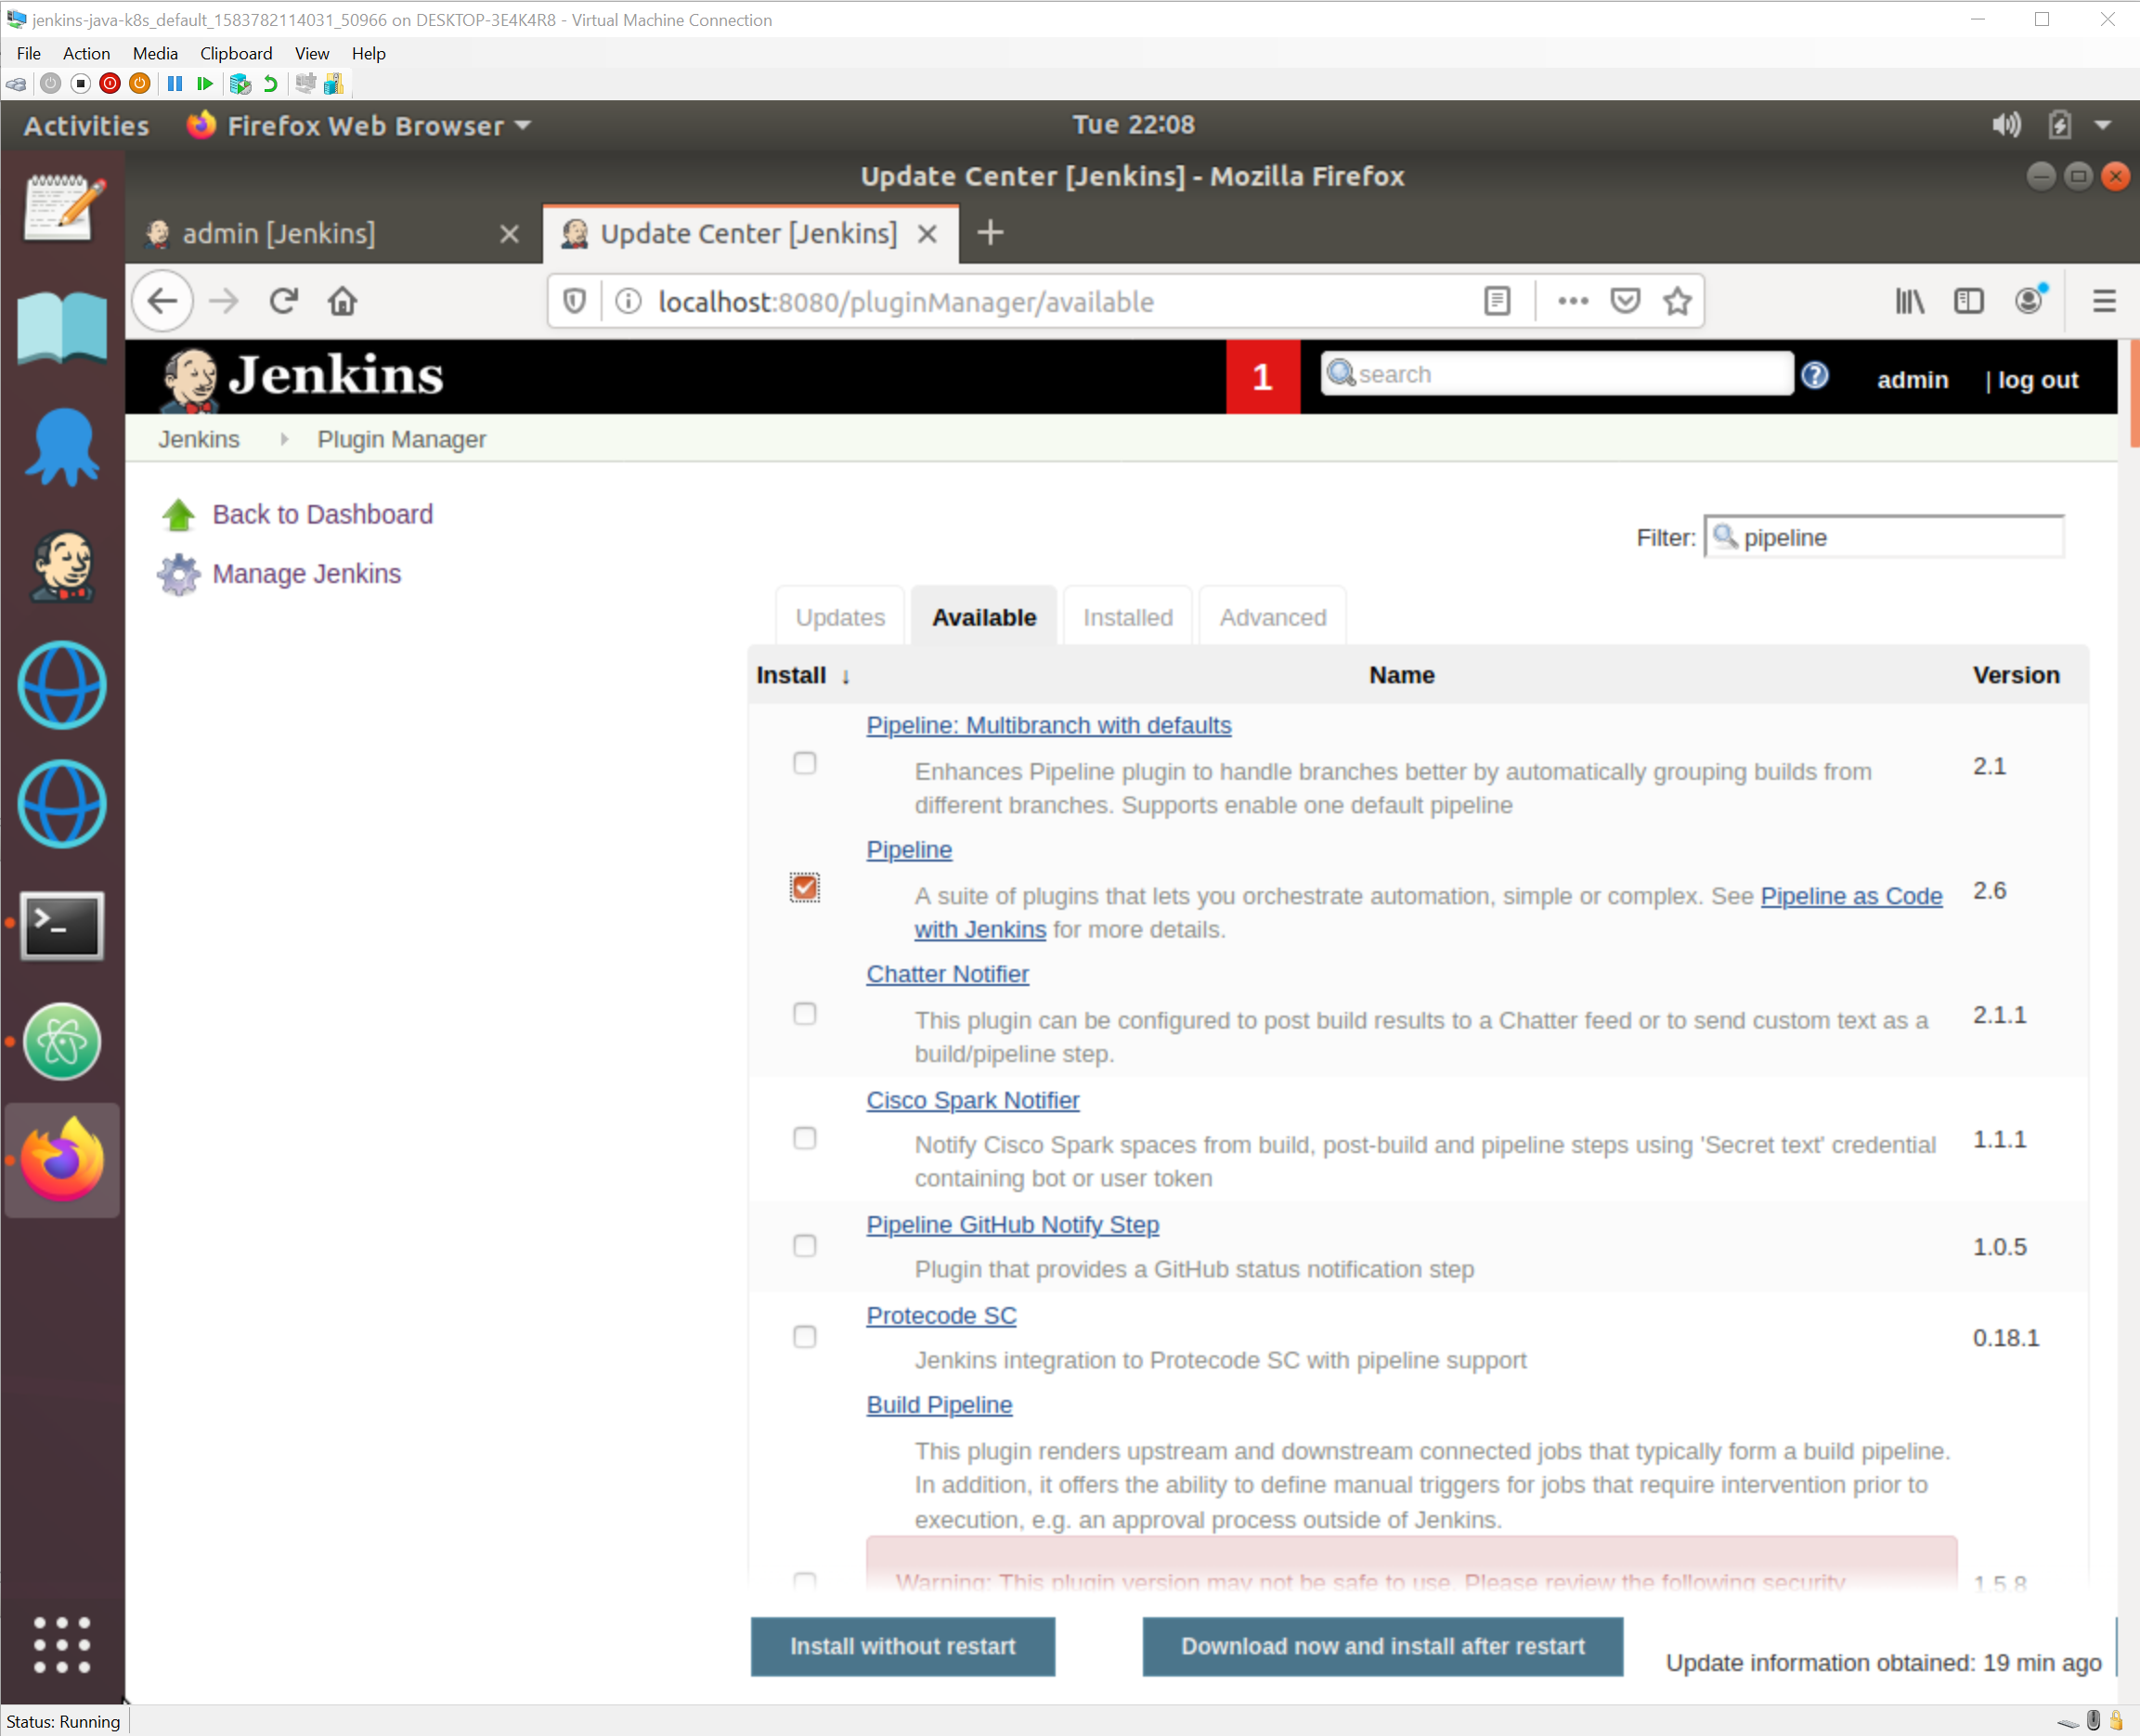 jenkins-java-k8s_default_1583782114031_50966 on DESKTOP-3E4K4R8 - Virtual Machine Connection
File Action Media Clipboard View Help
Activities Firefox Web Browser Tue 22:08
Update Center [Jenkins] - Mozilla Firefox
admin [Jenkins] Update Center [Jenkins]
localhost:8080/pluginManager/available
Jenkins 1 search admin | log out
Jenkins Plugin Manager
Back to Dashboard
Manage Jenkins
Filter: pipeline
Updates Available Installed Advanced
Install ↓ Name Version
Pipeline: Multibranch with defaults
Enhances Pipeline plugin to handle branches better by automatically grouping builds from 2.1
different branches. Supports enable one default pipeline
Pipeline
A suite of plugins that lets you orchestrate automation, simple or complex. See Pipeline as Code 2.6
with Jenkins for more details.
Chatter Notifier
This plugin can be configured to post build results to a Chatter feed or to send custom text as a 2.1.1
build/pipeline step.
Cisco Spark Notifier
Notify Cisco Spark spaces from build, post-build and pipeline steps using 'Secret text' credential 1.1.1
containing bot or user token
Pipeline GitHub Notify Step
1.0.5
Plugin that provides a GitHub status notification step
Protecode SC
0.18.1
Jenkins integration to Protecode SC with pipeline support
Build Pipeline
This plugin renders upstream and downstream connected jobs that typically form a build pipeline.
In addition, it offers the ability to define manual triggers for jobs that require intervention prior to
execution, e.g. an approval process outside of Jenkins.
Warning: This plugin version may not be safe to use. Please review the following security 1.5.8
Install without restart Download now and install after restart
Update information obtained: 19 min ago
Status: Running